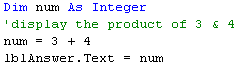 Dim num As Integer
'display the product of 3 & 4
num = 3 + 4
lblAnswer.Text = num